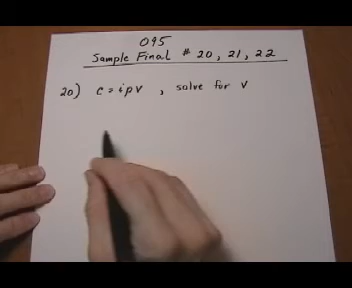 095
Sample Final # 20, 21, 22
20) c = ipv , solve for v